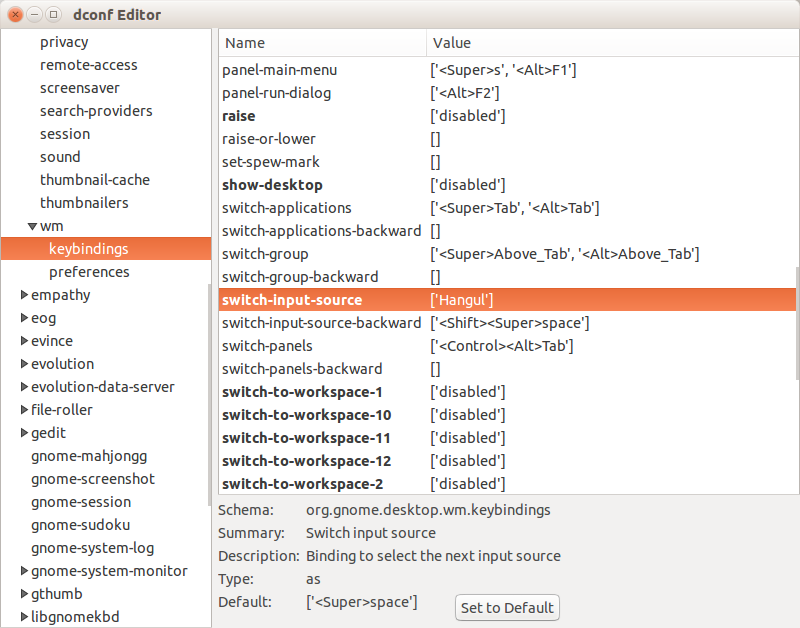 dconf Editor
privacy
remote-access
screensaver
search-providers
session
sound
thumbnail-cache
thumbnailers
wm
keybindings
preferences
empathy
eog
evince
evolution
evolution-data-server
file-roller
gedit
gnome-mahjongg
gnome-screenshot
gnome-session
gnome-sudoku
gnome-system-log
gnome-system-monitor
gthumb
libgnomekbd
Name Value
panel-main-menu ['<Super>s', '<Alt>F1']
panel-run-dialog ['<Alt>F2']
raise ['disabled']
raise-or-lower []
set-spew-mark []
show-desktop ['disabled']
switch-applications ['<Super>Tab', '<Alt>Tab']
switch-applications-backward []
switch-group ['<Super>Above_Tab', '<Alt>Above_Tab']
switch-group-backward []
switch-input-source ['Hangul']
switch-input-source-backward ['<Shift><Super>space']
switch-panels ['<Control><Alt>Tab']
switch-panels-backward []
switch-to-workspace-1 ['disabled']
switch-to-workspace-10 ['disabled']
switch-to-workspace-11 ['disabled']
switch-to-workspace-12 ['disabled']
switch-to-workspace-2 ['disabled']
Schema: org.gnome.desktop.wm.keybindings
Summary: Switch input source
Description: Binding to select the next input source
Type: as
Default: ['<Super>space'] Set to Default